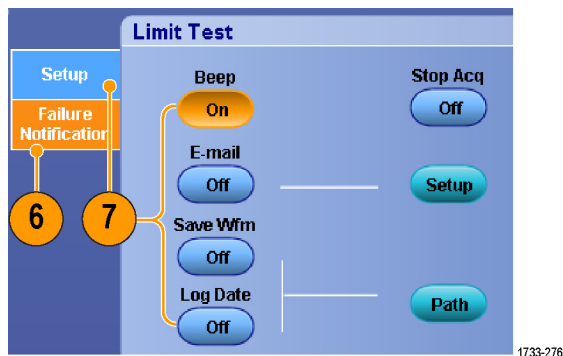 Limit Test
Setup
Failure
Notification
Beep
On
Stop Acq
Off
E-mail
Off
Setup
Save Wfm
Off
Log Date
Off
Path
6
7
1733-276